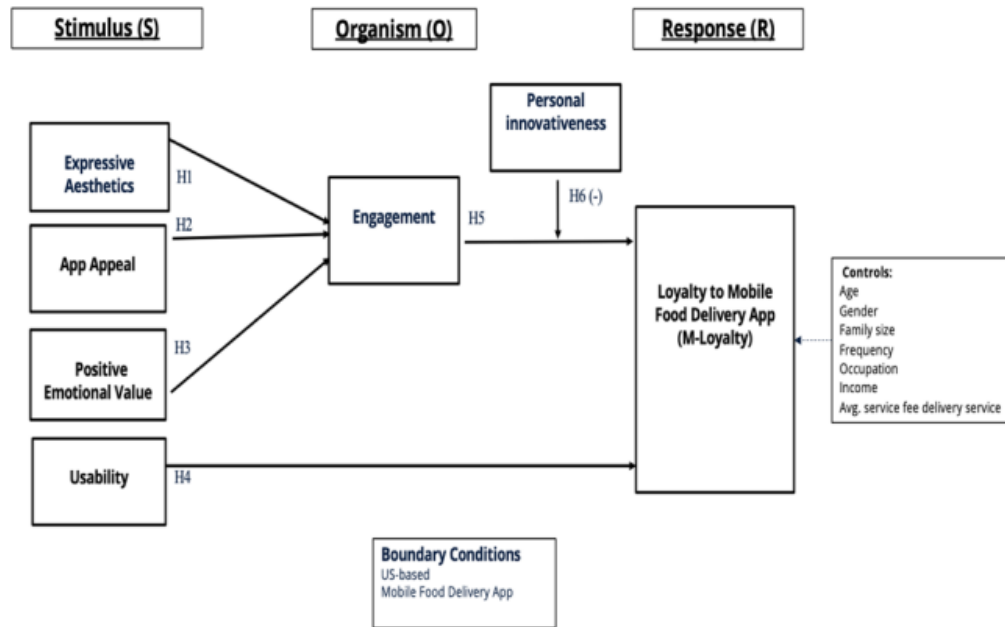 Stimulus (S)
Organism (O)
Response (R)
Personal
innovativeness
Expressive
Aesthetics
H1
H6 (-)
H2
Engagement
H5
App Appeal
Loyalty to Mobile
Food Delivery App
(M-Loyalty)
Controls:
Age
Gender
Family size
Frequency
Occupation
Income
Avg. service fee delivery service
H3
Positive
Emotional Value
Usability
H4
Boundary Conditions
US-based
Mobile Food Delivery App